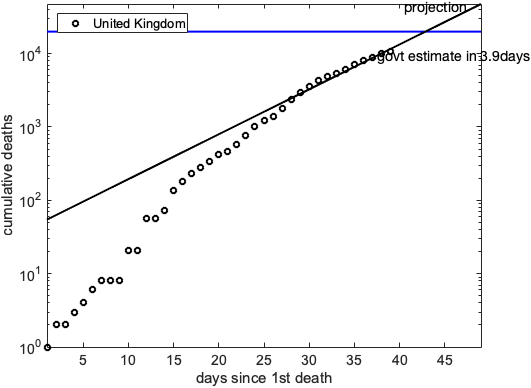 projection
United Kingdom
govt estimate in 3.9days
10^4
10^3
10^2
10^1
10^0
cumulative deaths
5 10 15 20 25 30 35 40 45
days since 1st death